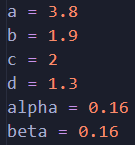 a = 3.8
b = 1.9
c = 2
d = 1.3
alpha = 0.16
beta = 0.16